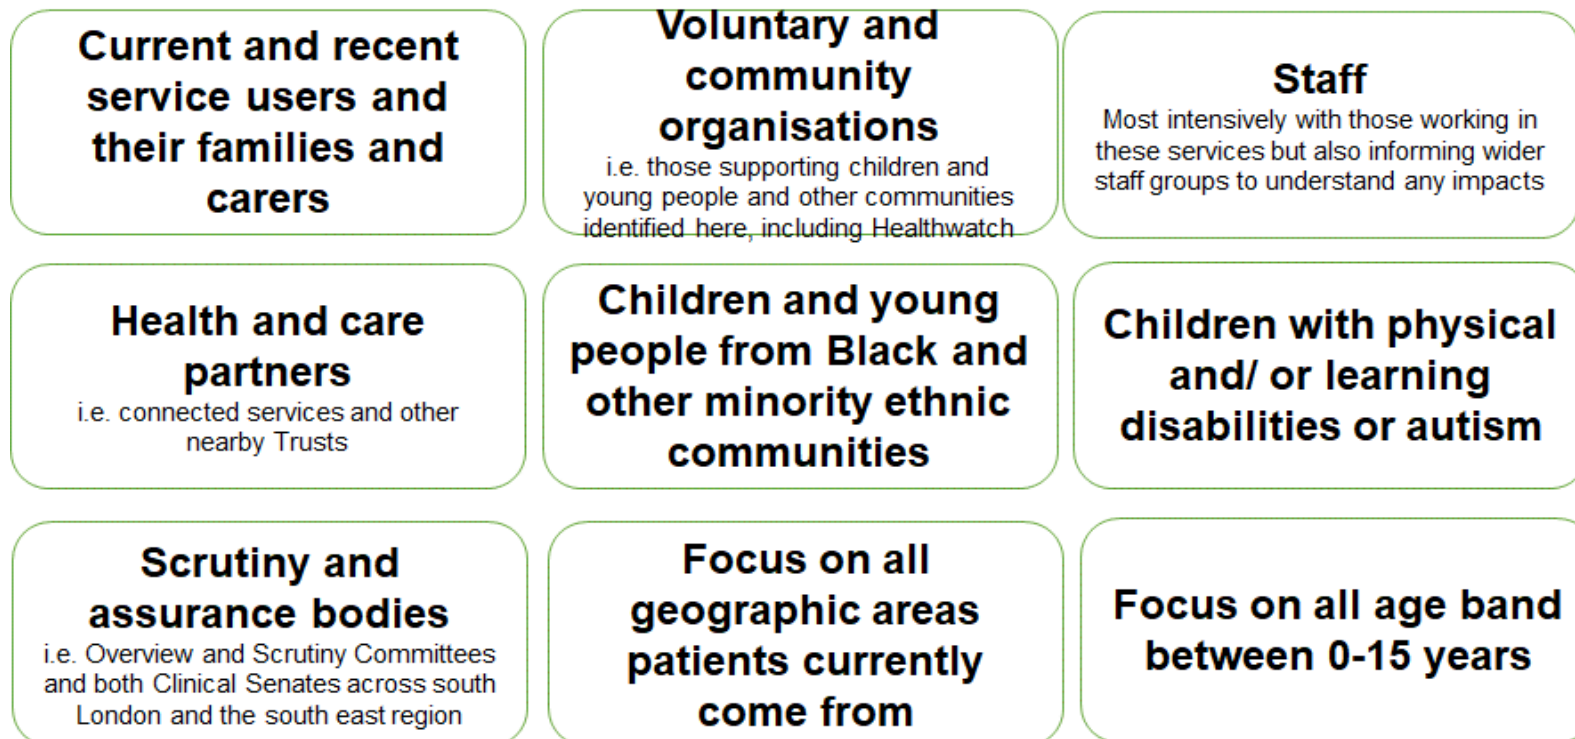 Current and recent
service users and
their families and
carers
Voluntary and
community
organisations
i.e. those supporting children and
young people and other communities
identified here, including Healthwatch
Staff
Most intensively with those working in
these services but also informing wider
staff groups to understand any impacts
Health and care
partners
i.e. connected services and other
nearby Trusts
Children and young
people from Black and
other minority ethnic
communities
Children with physical
and/ or learning
disabilities or autism
Scrutiny and
assurance bodies
i.e. Overview and Scrutiny Committees
and both Clinical Senates across south
London and the south east region
Focus on all
geographic areas
patients currently
come from
Focus on all age band
between 0-15 years